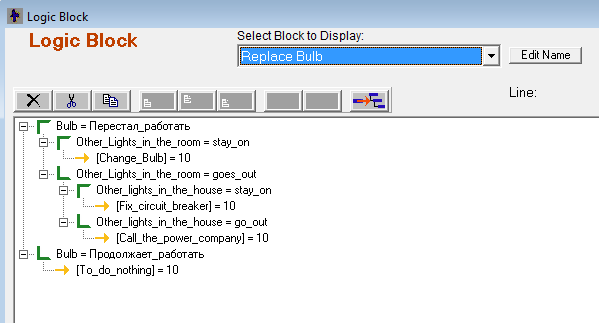 Logic Block
Logic Block
Select Block to Display:
Replace Bulb
Edit Name
Line:
Bulb = Перестал_работать
Other_Lights_in_the_room = stay_on
[Change_Bulb] = 10
Other_Lights_in_the_room = goes_out
Other_lights_in_the_house = stay_on
[Fix_circuit_breaker] = 10
Other_lights_in_the_house = go_out
[Call_the_power_company] = 10
Bulb = Продолжает_работать
[To_do_nothing] = 10